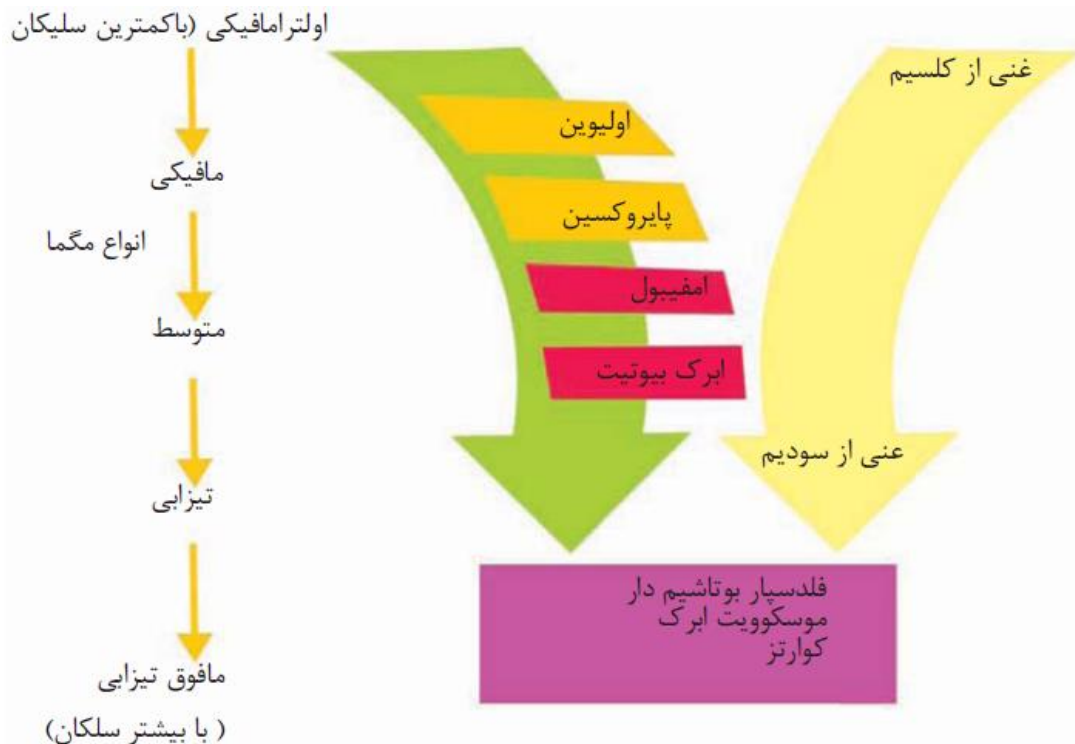 اولترامافیکی (باکمترین سلیکان
مافیکی
انواع مگما
متوسط
تیزابی
مافوق تیزابی
( با بیشتر سلکان)
غنی از کلسیم
عنی از سودیم
اولیوین
پایروکسین
امفیبول
ابرک بیوتیت
فلدسپار بوتاشیم دار
موسکوویت ابرک
کوارتز